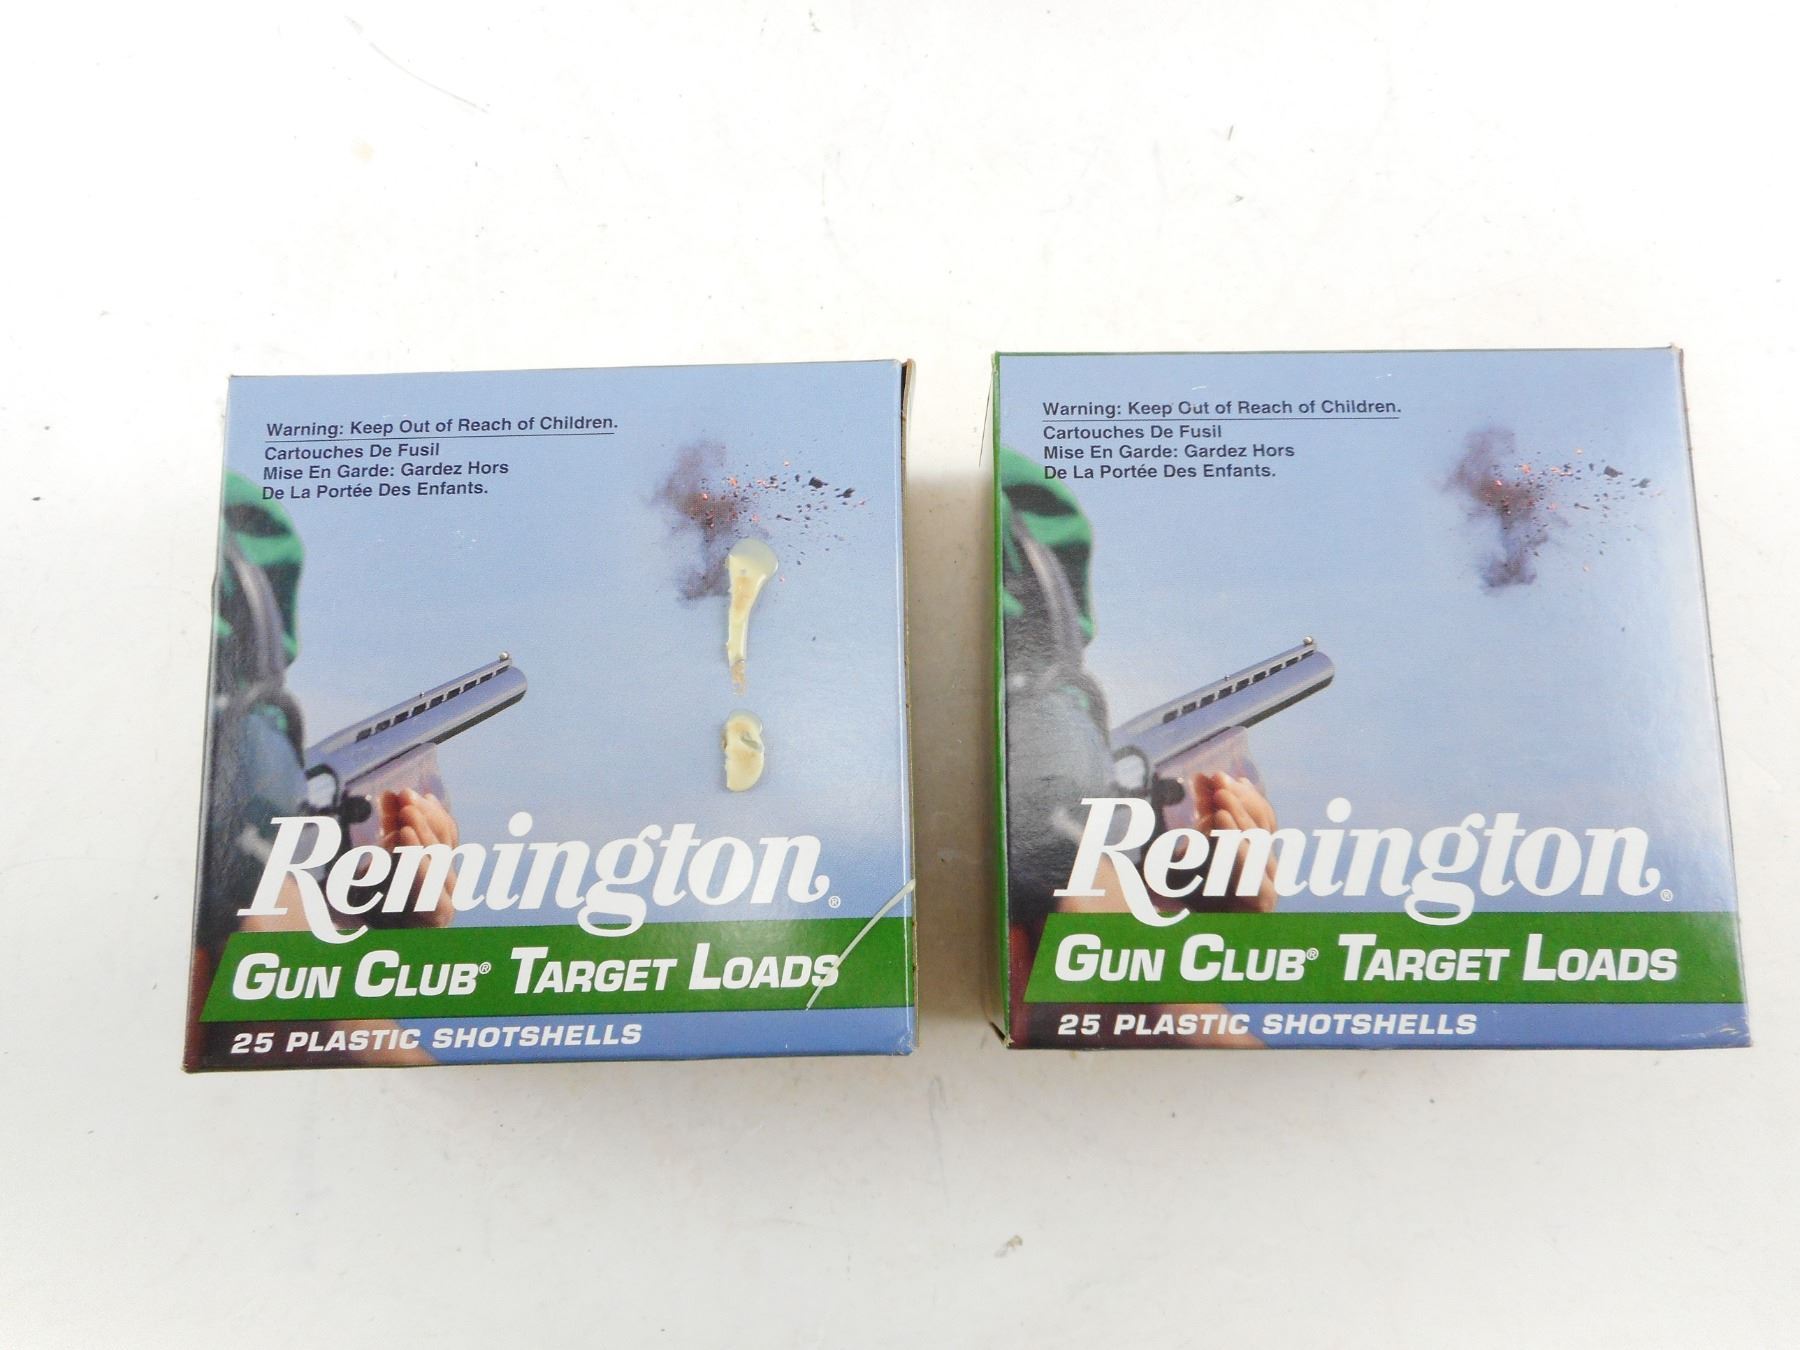 Warning: Keep Out of Reach of Children.
Cartouches De Fusil
Mise En Garde: Gardez Hors
De La Portée Des Enfants.
Remington®
GUN CLUB® TARGET LOADS
25 PLASTIC SHOTSHELLS
Warning: Keep Out of Reach of Children.
Cartouches De Fusil
Mise En Garde: Gardez Hors
De La Portée Des Enfants.
Remington®
GUN CLUB® TARGET LOADS
25 PLASTIC SHOTSHELLS